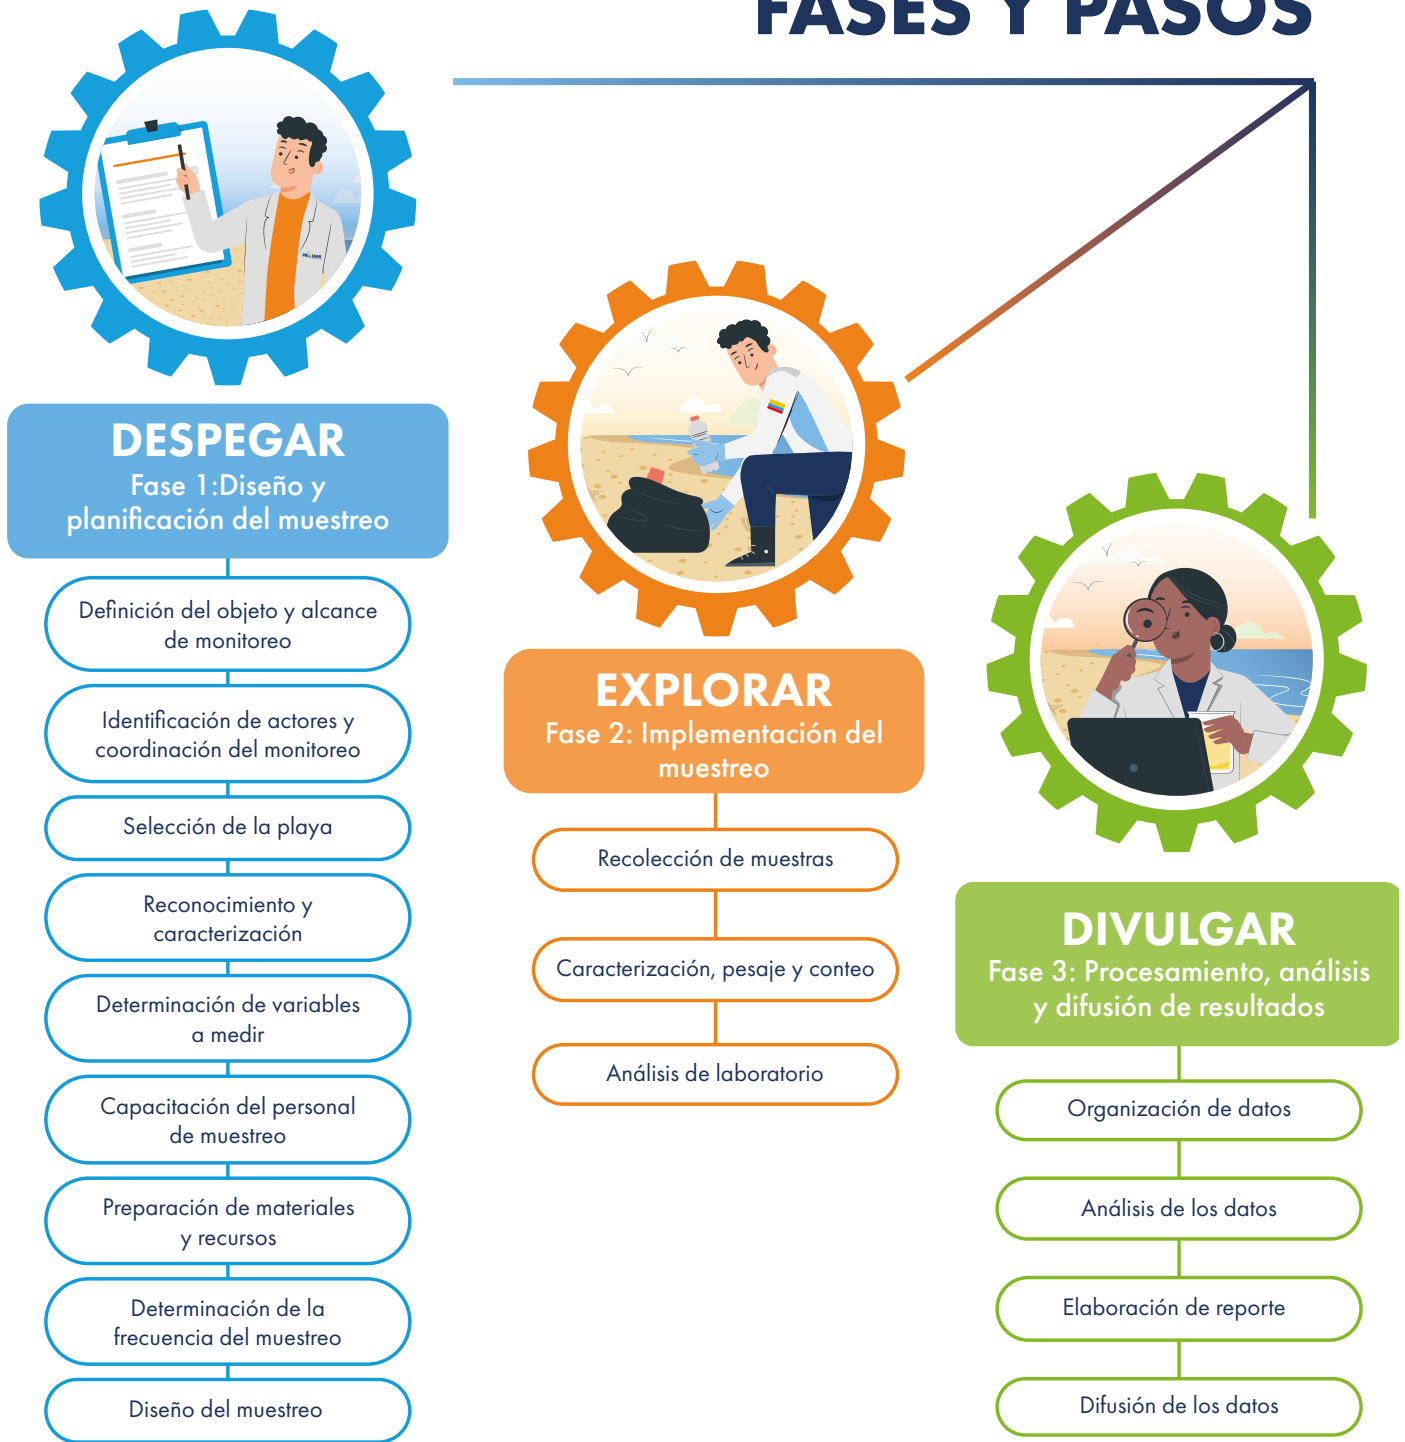 FASES Y PASOS
DESPEGAR
Fase 1:Diseño y
planificación del muestreo
Definición del objeto y alcance
de monitoreo
Identificación de actores y
coordinación del monitoreo
Selección de la playa
Reconocimiento y
caracterización
Determinación de variables
a medir
Capacitación del personal
de muestreo
Preparación de materiales
y recursos
Determinación de la
frecuencia del muestreo
Diseño del muestreo
EXPLORAR
Fase 2: Implementación del
muestreo
Recolección de muestras
Caracterización, pesaje y conteo
Análisis de laboratorio
DIVULGAR
Fase 3: Procesamiento, análisis
y difusión de resultados
Organización de datos
Análisis de los datos
Elaboración de reporte
Difusión de los datos